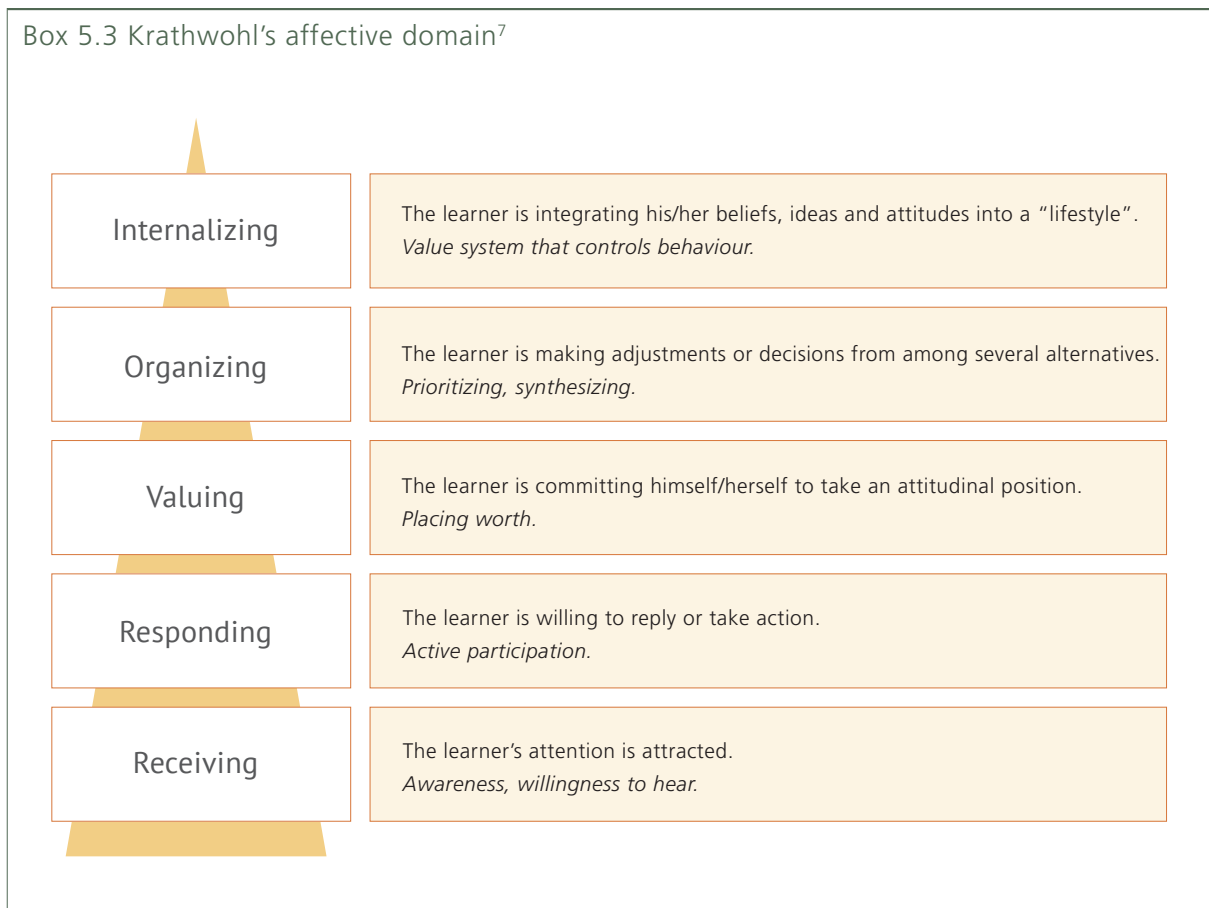 Box 5.3 Krathwohl's affective domain⁷
Internalizing
The learner is integrating his/her beliefs, ideas and attitudes into a “lifestyle”.
Value system that controls behaviour.
Organizing
The learner is making adjustments or decisions from among several alternatives.
Prioritizing, synthesizing.
Valuing
The learner is committing himself/herself to take an attitudinal position.
Placing worth.
Responding
The learner is willing to reply or take action.
Active participation.
Receiving
The learner’s attention is attracted.
Awareness, willingness to hear.